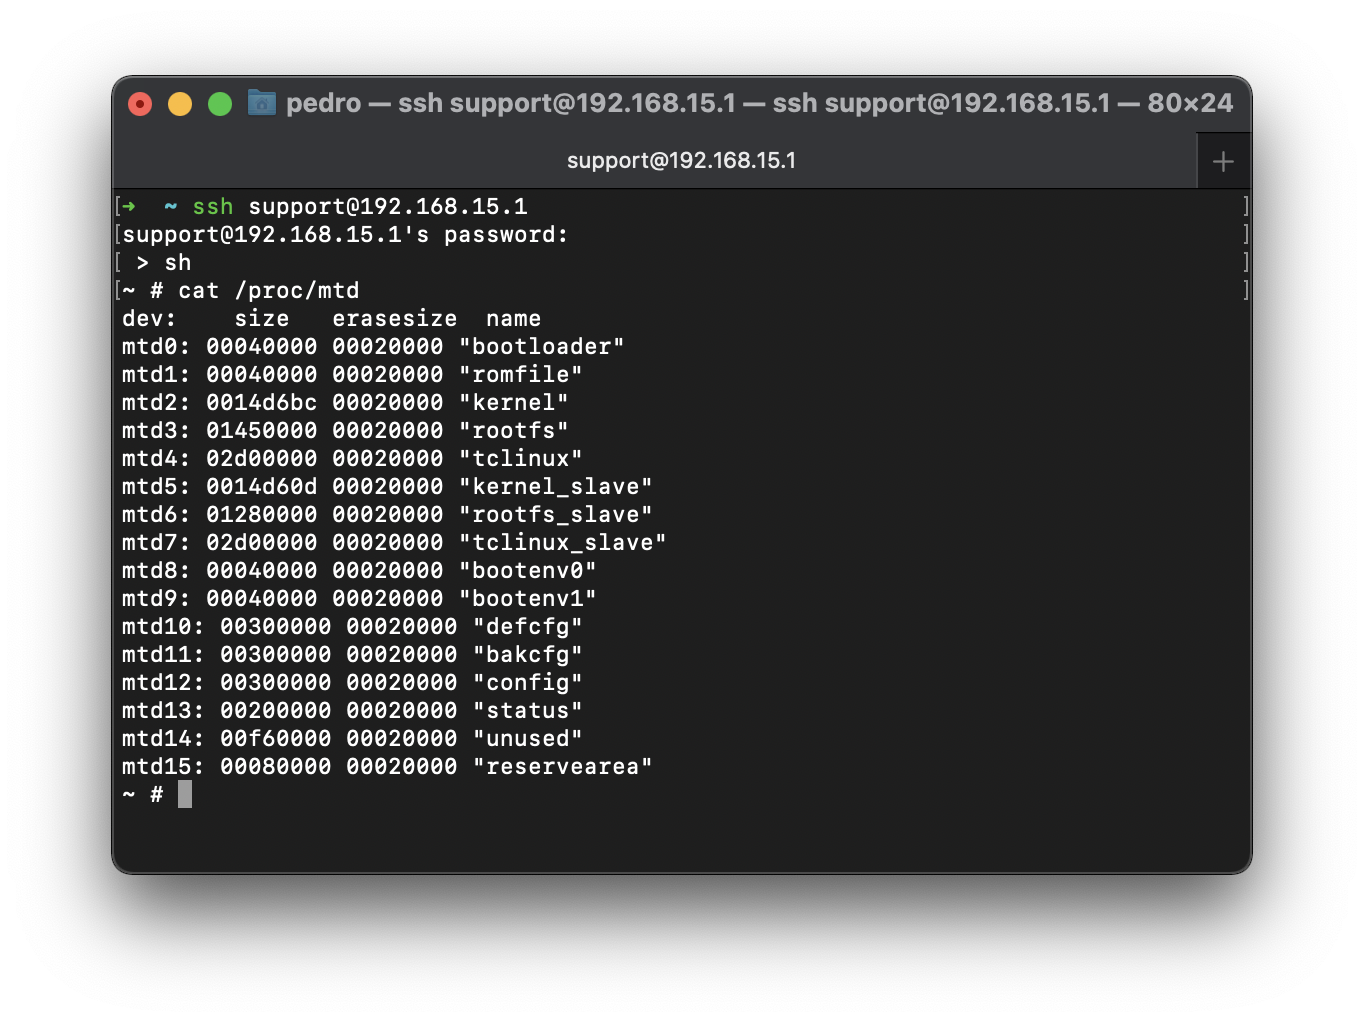 pedro — ssh support@192.168.15.1 — ssh support@192.168.15.1 — 80×24
support@192.168.15.1
+
[➜  ~ ssh support@192.168.15.1 ]
[support@192.168.15.1's password: ]
[ > sh ]
[~ # cat /proc/mtd ]
dev:    size   erasesize  name
mtd0: 00040000 00020000 "bootloader"
mtd1: 00040000 00020000 "romfile"
mtd2: 0014d6bc 00020000 "kernel"
mtd3: 01450000 00020000 "rootfs"
mtd4: 02d00000 00020000 "tclinux"
mtd5: 0014d60d 00020000 "kernel_slave"
mtd6: 01280000 00020000 "rootfs_slave"
mtd7: 02d00000 00020000 "tclinux_slave"
mtd8: 00040000 00020000 "bootenv0"
mtd9: 00040000 00020000 "bootenv1"
mtd10: 00300000 00020000 "defcfg"
mtd11: 00300000 00020000 "bakcfg"
mtd12: 00300000 00020000 "config"
mtd13: 00200000 00020000 "status"
mtd14: 00f60000 00020000 "unused"
mtd15: 00080000 00020000 "reservearea"
~ #